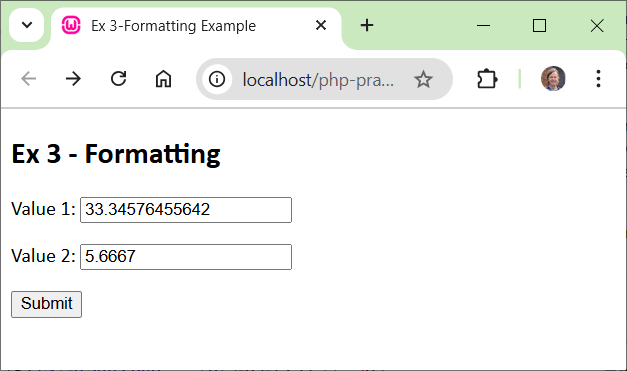 Ex 3-Formatting Example
localhost/php-pra...
Ex 3 - Formatting
Value 1: 33.34576455642
Value 2: 5.6667
Submit